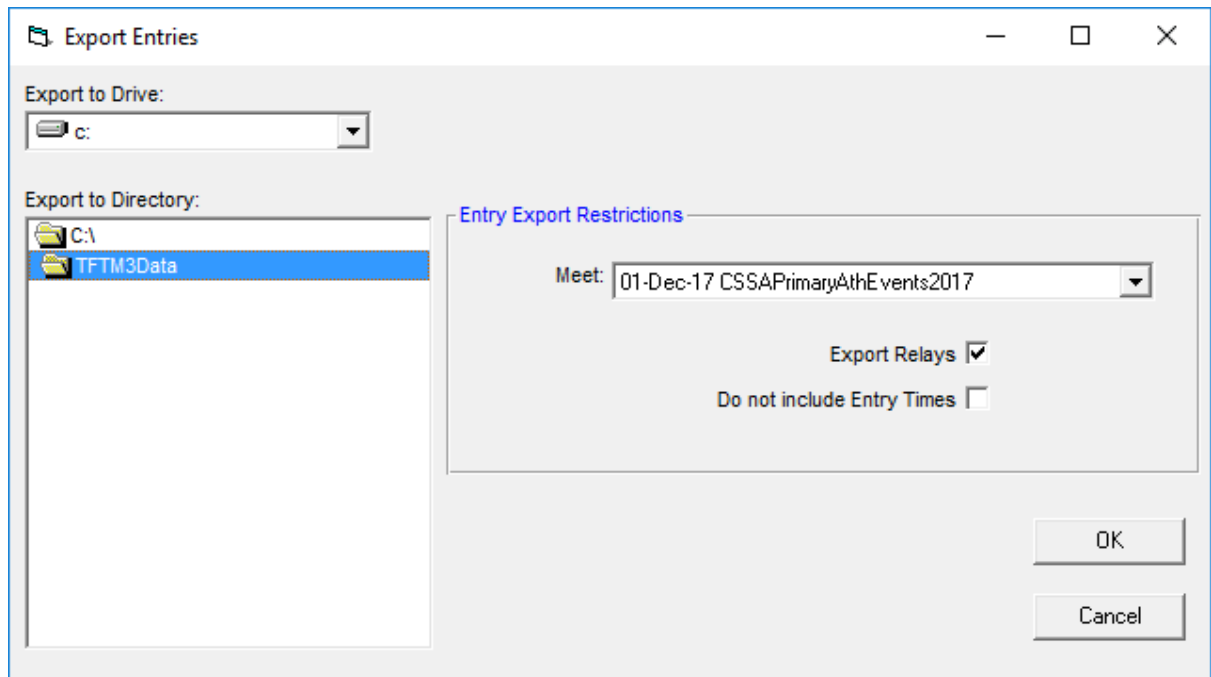 Export Entries
Export to Drive:
c:
Export to Directory:
C:\
TFTM3Data
Entry Export Restrictions
Meet: 01-Dec-17 CSSAPrimaryAthEvents2017
Export Relays
Do not include Entry Times
OK
Cancel